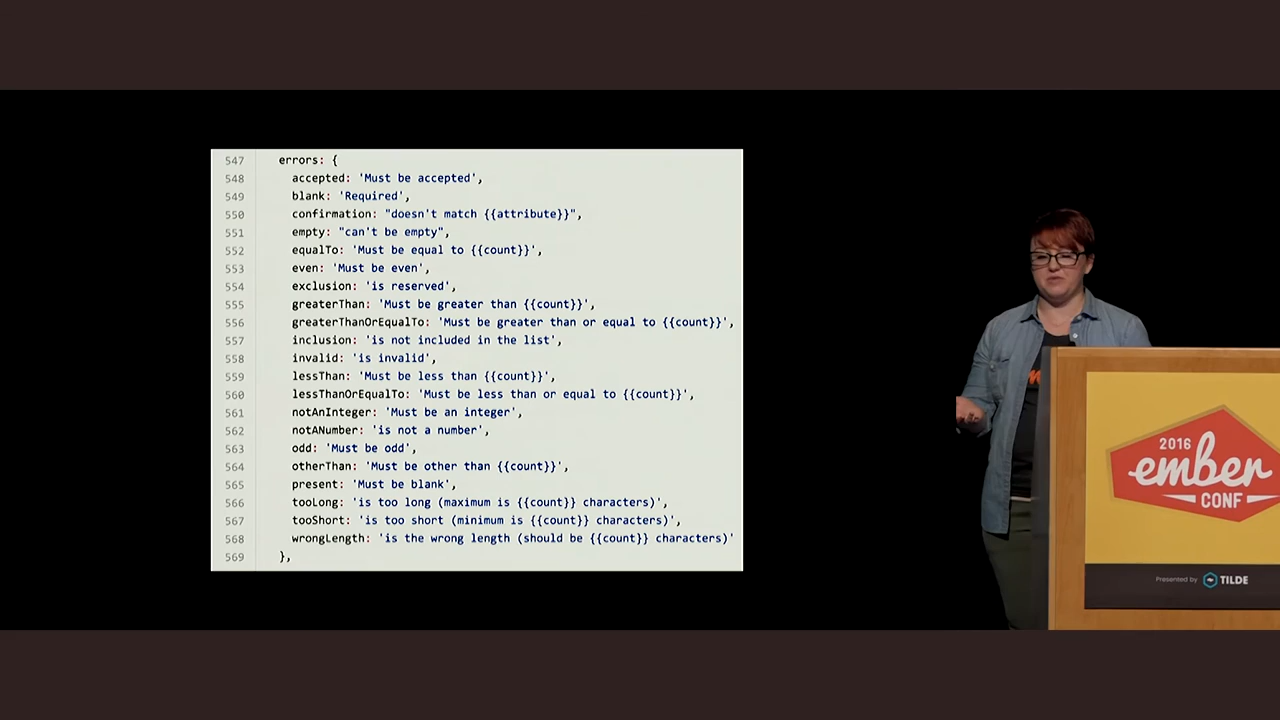 547 errors: {
548 accepted: 'Must be accepted',
549 blank: 'Required',
550 confirmation: "doesn't match {{attribute}}",
551 empty: "can't be empty",
552 equalTo: 'Must be equal to {{count}}',
553 even: 'Must be even',
554 exclusion: 'is reserved',
555 greaterThan: 'Must be greater than {{count}}',
556 greaterThanOrEqualTo: 'Must be greater than or equal to {{count}}',
557 inclusion: 'is not included in the list',
558 invalid: 'is invalid',
559 lessThan: 'Must be less than {{count}}',
560 lessThanOrEqualTo: 'Must be less than or equal to {{count}}',
561 notAnInteger: 'Must be an integer',
562 notANumber: 'is not a number',
563 odd: 'Must be odd',
564 otherThan: 'Must be other than {{count}}',
565 present: 'Must be blank',
566 tooLong: 'is too long (maximum is {{count}} characters)',
567 tooShort: 'is too short (minimum is {{count}} characters)',
568 wrongLength: 'is the wrong length (should be {{count}} characters)'
569 },
2016
ember
CONF
Presented by TILDE